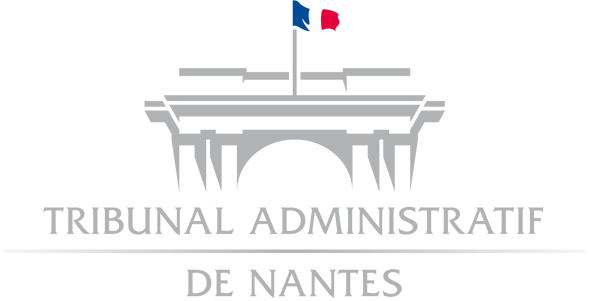 TRIBUNAL ADMINISTRATIF
DE NANTES